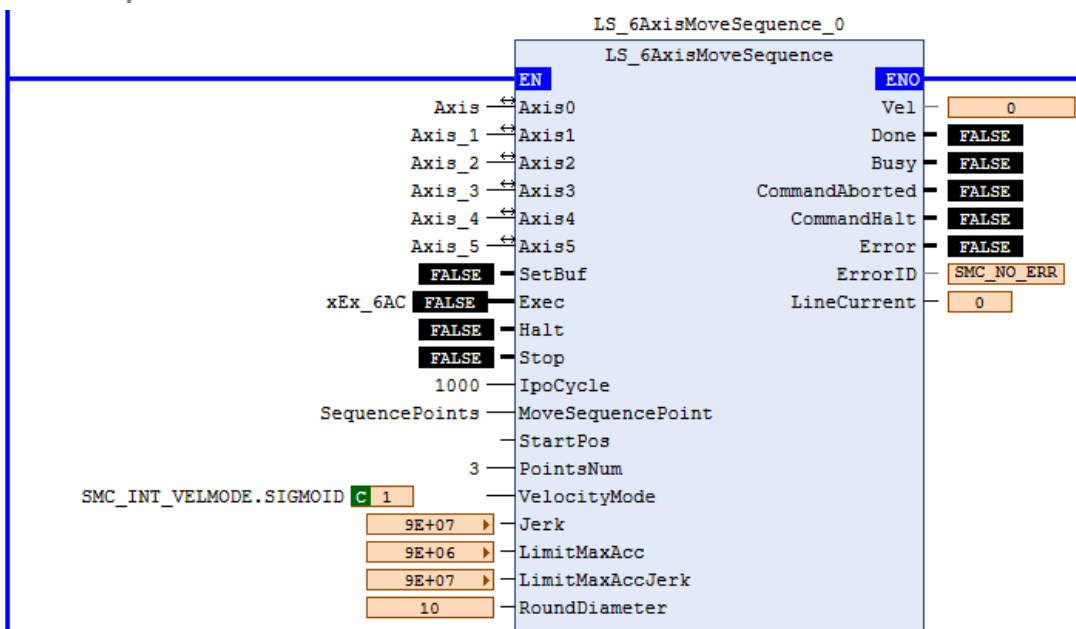 LS_6AxisMoveSequence_0
LS_6AxisMoveSequence
EN ENO
Axis Axis0 Vel 0
Axis_1 Axis1 Done FALSE
Axis_2 Axis2 Busy FALSE
Axis_3 Axis3 CommandAborted FALSE
Axis_4 Axis4 CommandHalt FALSE
Axis_5 Axis5 Error FALSE
FALSE SetBuf ErrorID SMC_NO_ERR
xEx_6AC FALSE Exec LineCurrent 0
FALSE Halt
FALSE Stop
1000 IpoCycle
SequencePoints MoveSequencePoint
StartPos
3 PointsNum
SMC_INT_VELMODE.SIGMOID C 1 VelocityMode
9E+07 Jerk
9E+06 LimitMaxAcc
9E+07 LimitMaxAccJerk
10 RoundDiameter